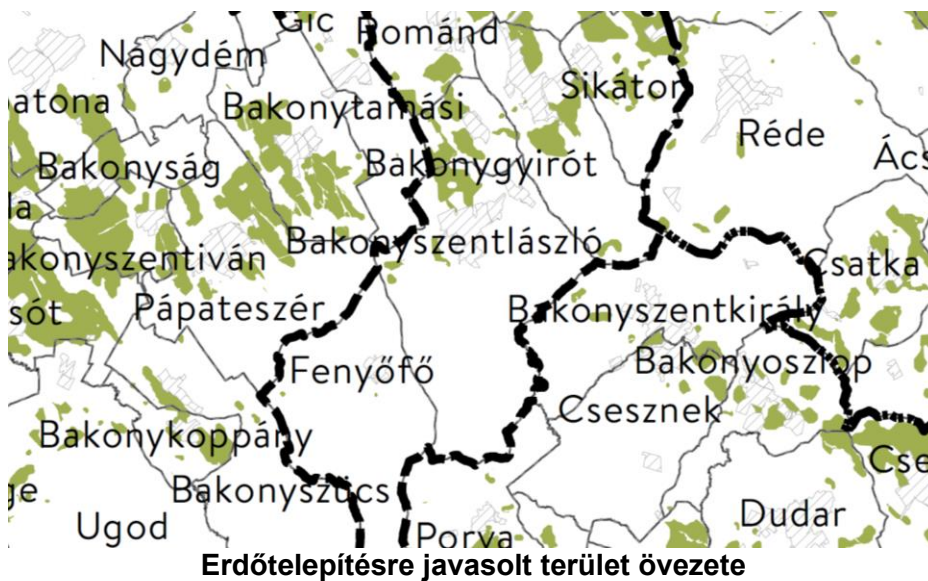 Gic
Románd
Nagydém
Sikátor
atona
Bakonytamási
Réde
Bakonyság
Bakonygyirót
Ács
la
Bakonyszentlászló
akonyszentiván
Csatka
sót
Pápateszér
Bakonyszentkirály
Bakonyoszlop
Fenyőfő
Csesznek
Bakonykoppány
Cse
ge
Bakonyszücs
Dudar
Ugod
Porva
Erdőtelepítésre javasolt terület övezete